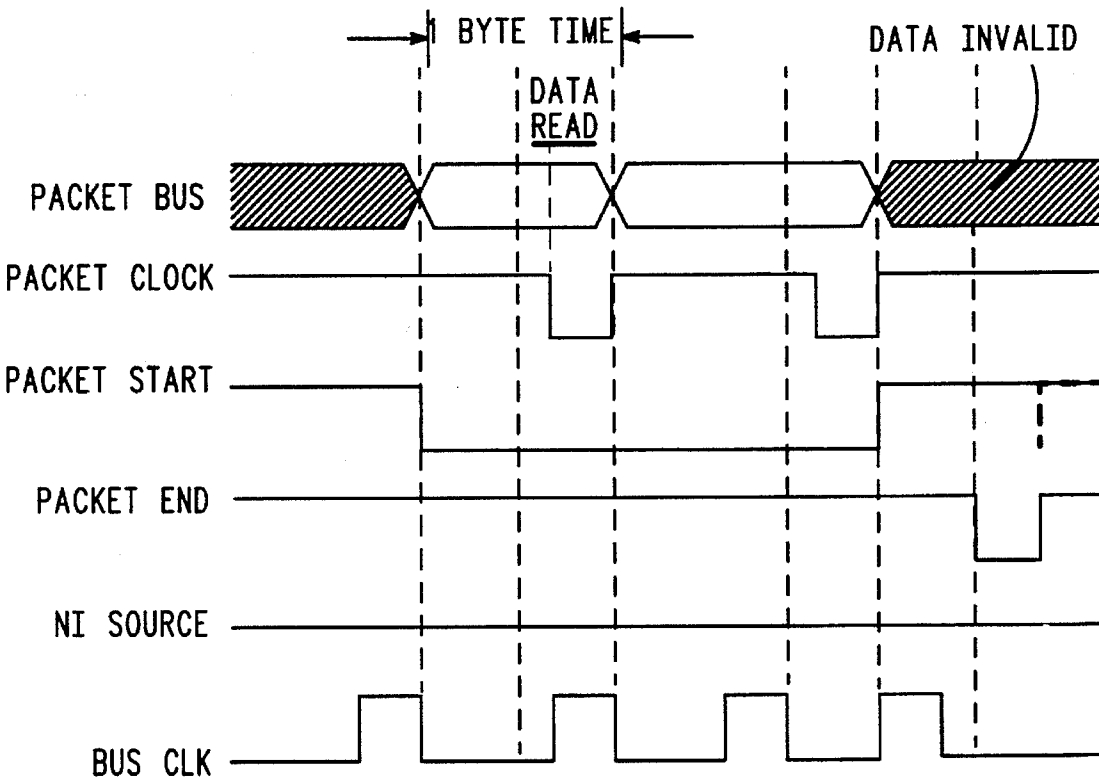 1 BYTE TIME
DATA INVALID
DATA
READ
PACKET BUS
PACKET CLOCK
PACKET START
PACKET END
NI SOURCE
BUS CLK